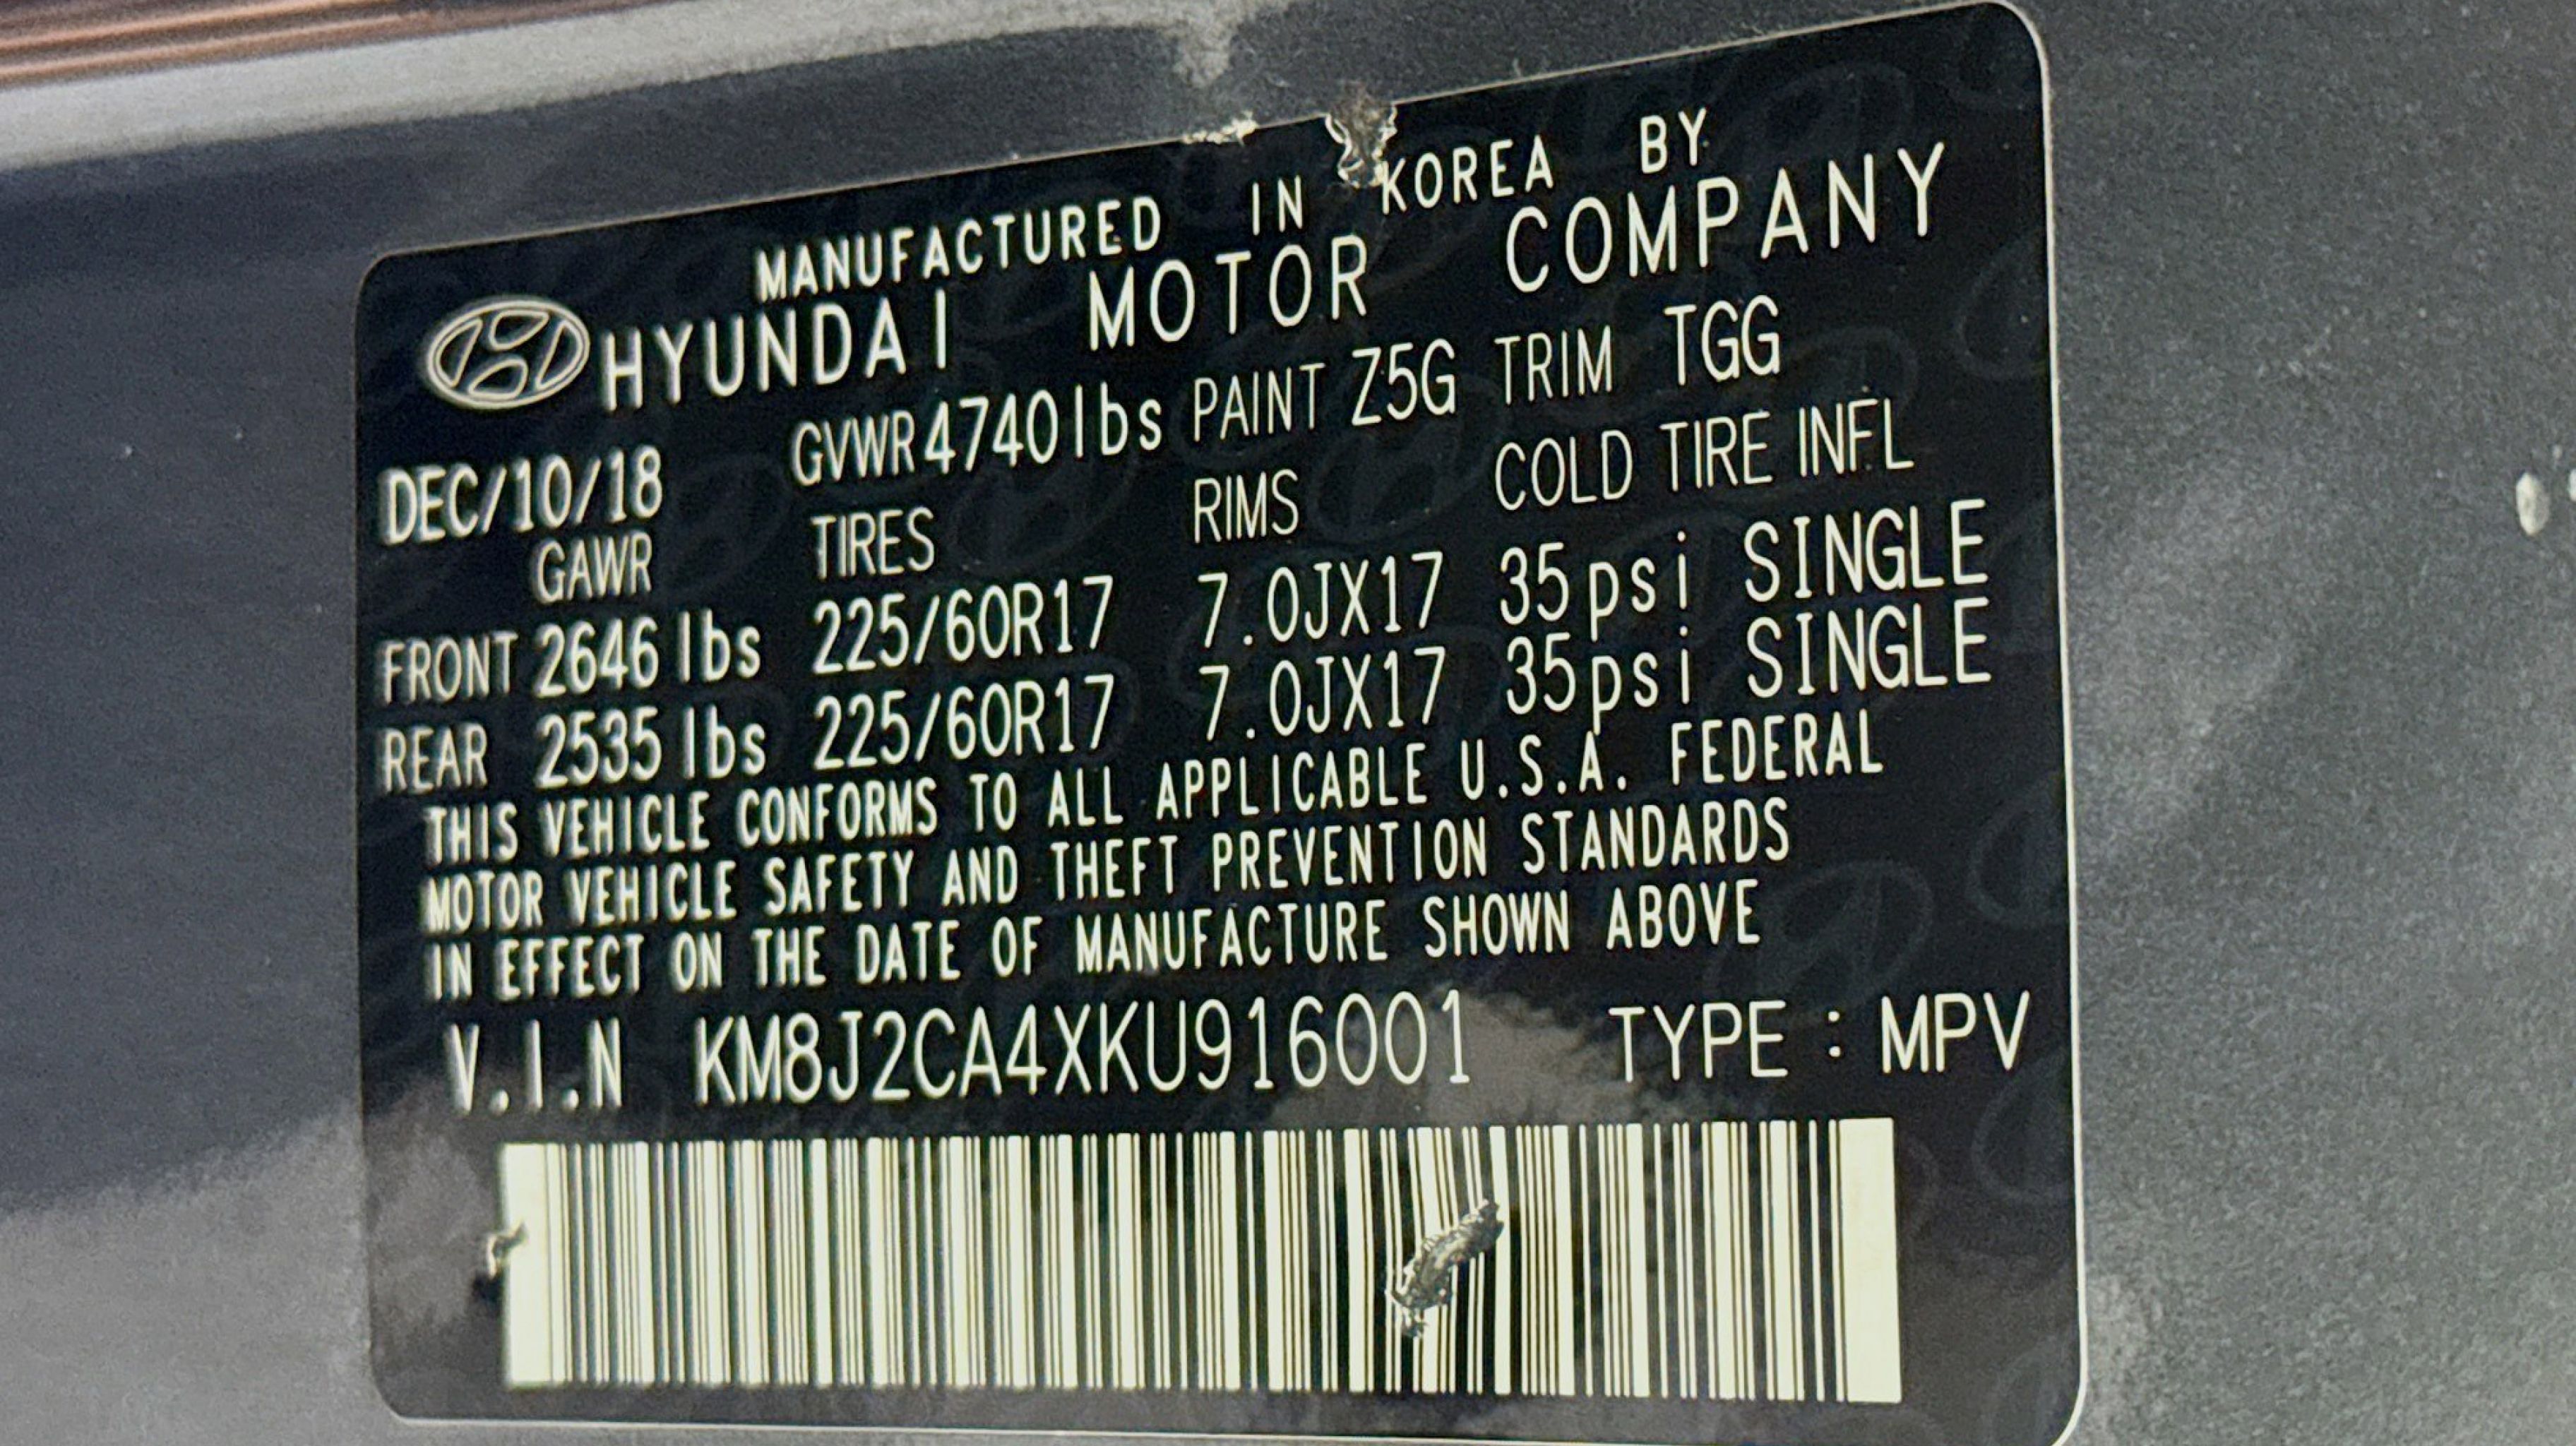 MANUFACTURED IN KOREA BY
HYUNDAI MOTOR COMPANY
DEC/10/18 GVWR4740lbs PAINT Z5G TRIM TGG
GAWR TIRES RIMS COLD TIRE INFL
FRONT 2646 lbs 225/60R17 7.0JX17 35psi SINGLE
REAR 2535 lbs 225/60R17 7.0JX17 35psi SINGLE
THIS VEHICLE CONFORMS TO ALL APPLICABLE U.S.A. FEDERAL
MOTOR VEHICLE SAFETY AND THEFT PREVENTION STANDARDS
IN EFFECT ON THE DATE OF MANUFACTURE SHOWN ABOVE
V.I.N KM8J2CA4XKU916001 TYPE : MPV